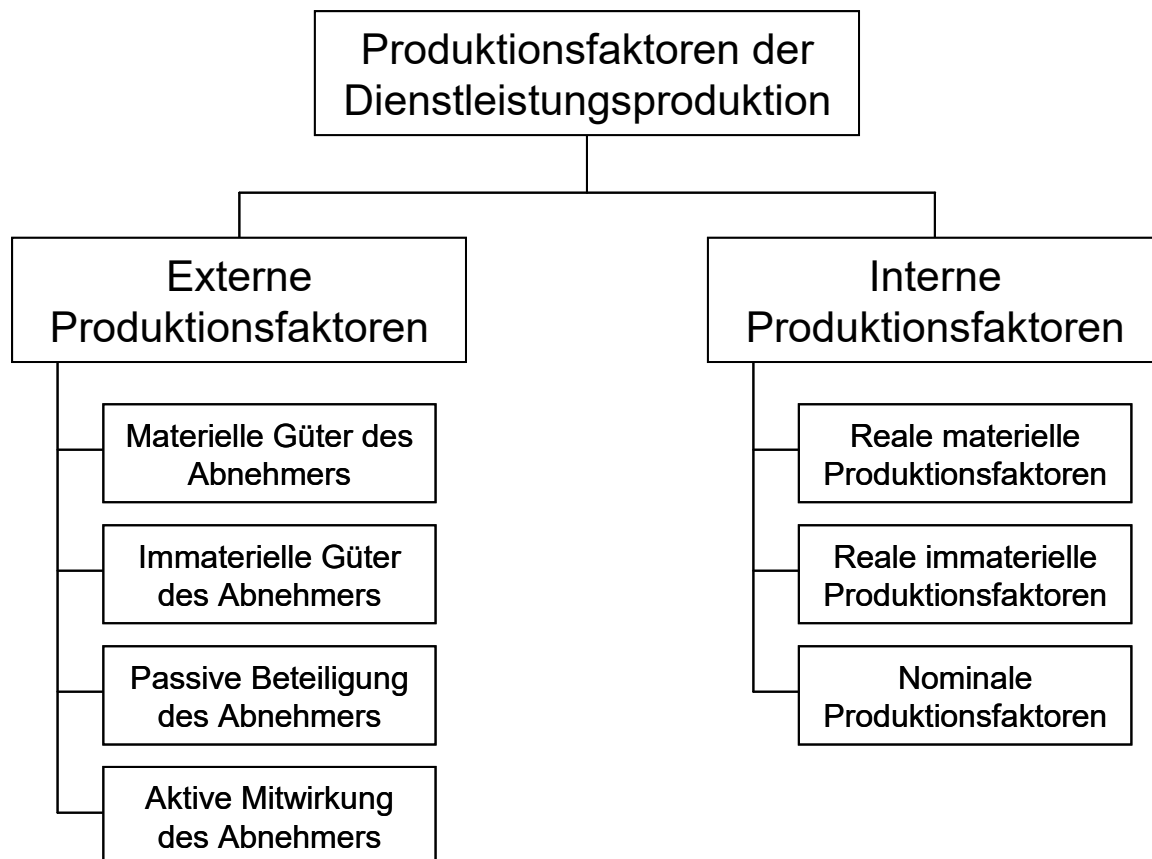 Produktionsfaktoren der
Dienstleistungsproduktion
Externe
Produktionsfaktoren
Materielle Güter des
Abnehmers
Immaterielle Güter
des Abnehmers
Passive Beteiligung
des Abnehmers
Aktive Mitwirkung
des Abnehmers
Interne
Produktionsfaktoren
Reale materielle
Produktionsfaktoren
Reale immaterielle
Produktionsfaktoren
Nominale
Produktionsfaktoren